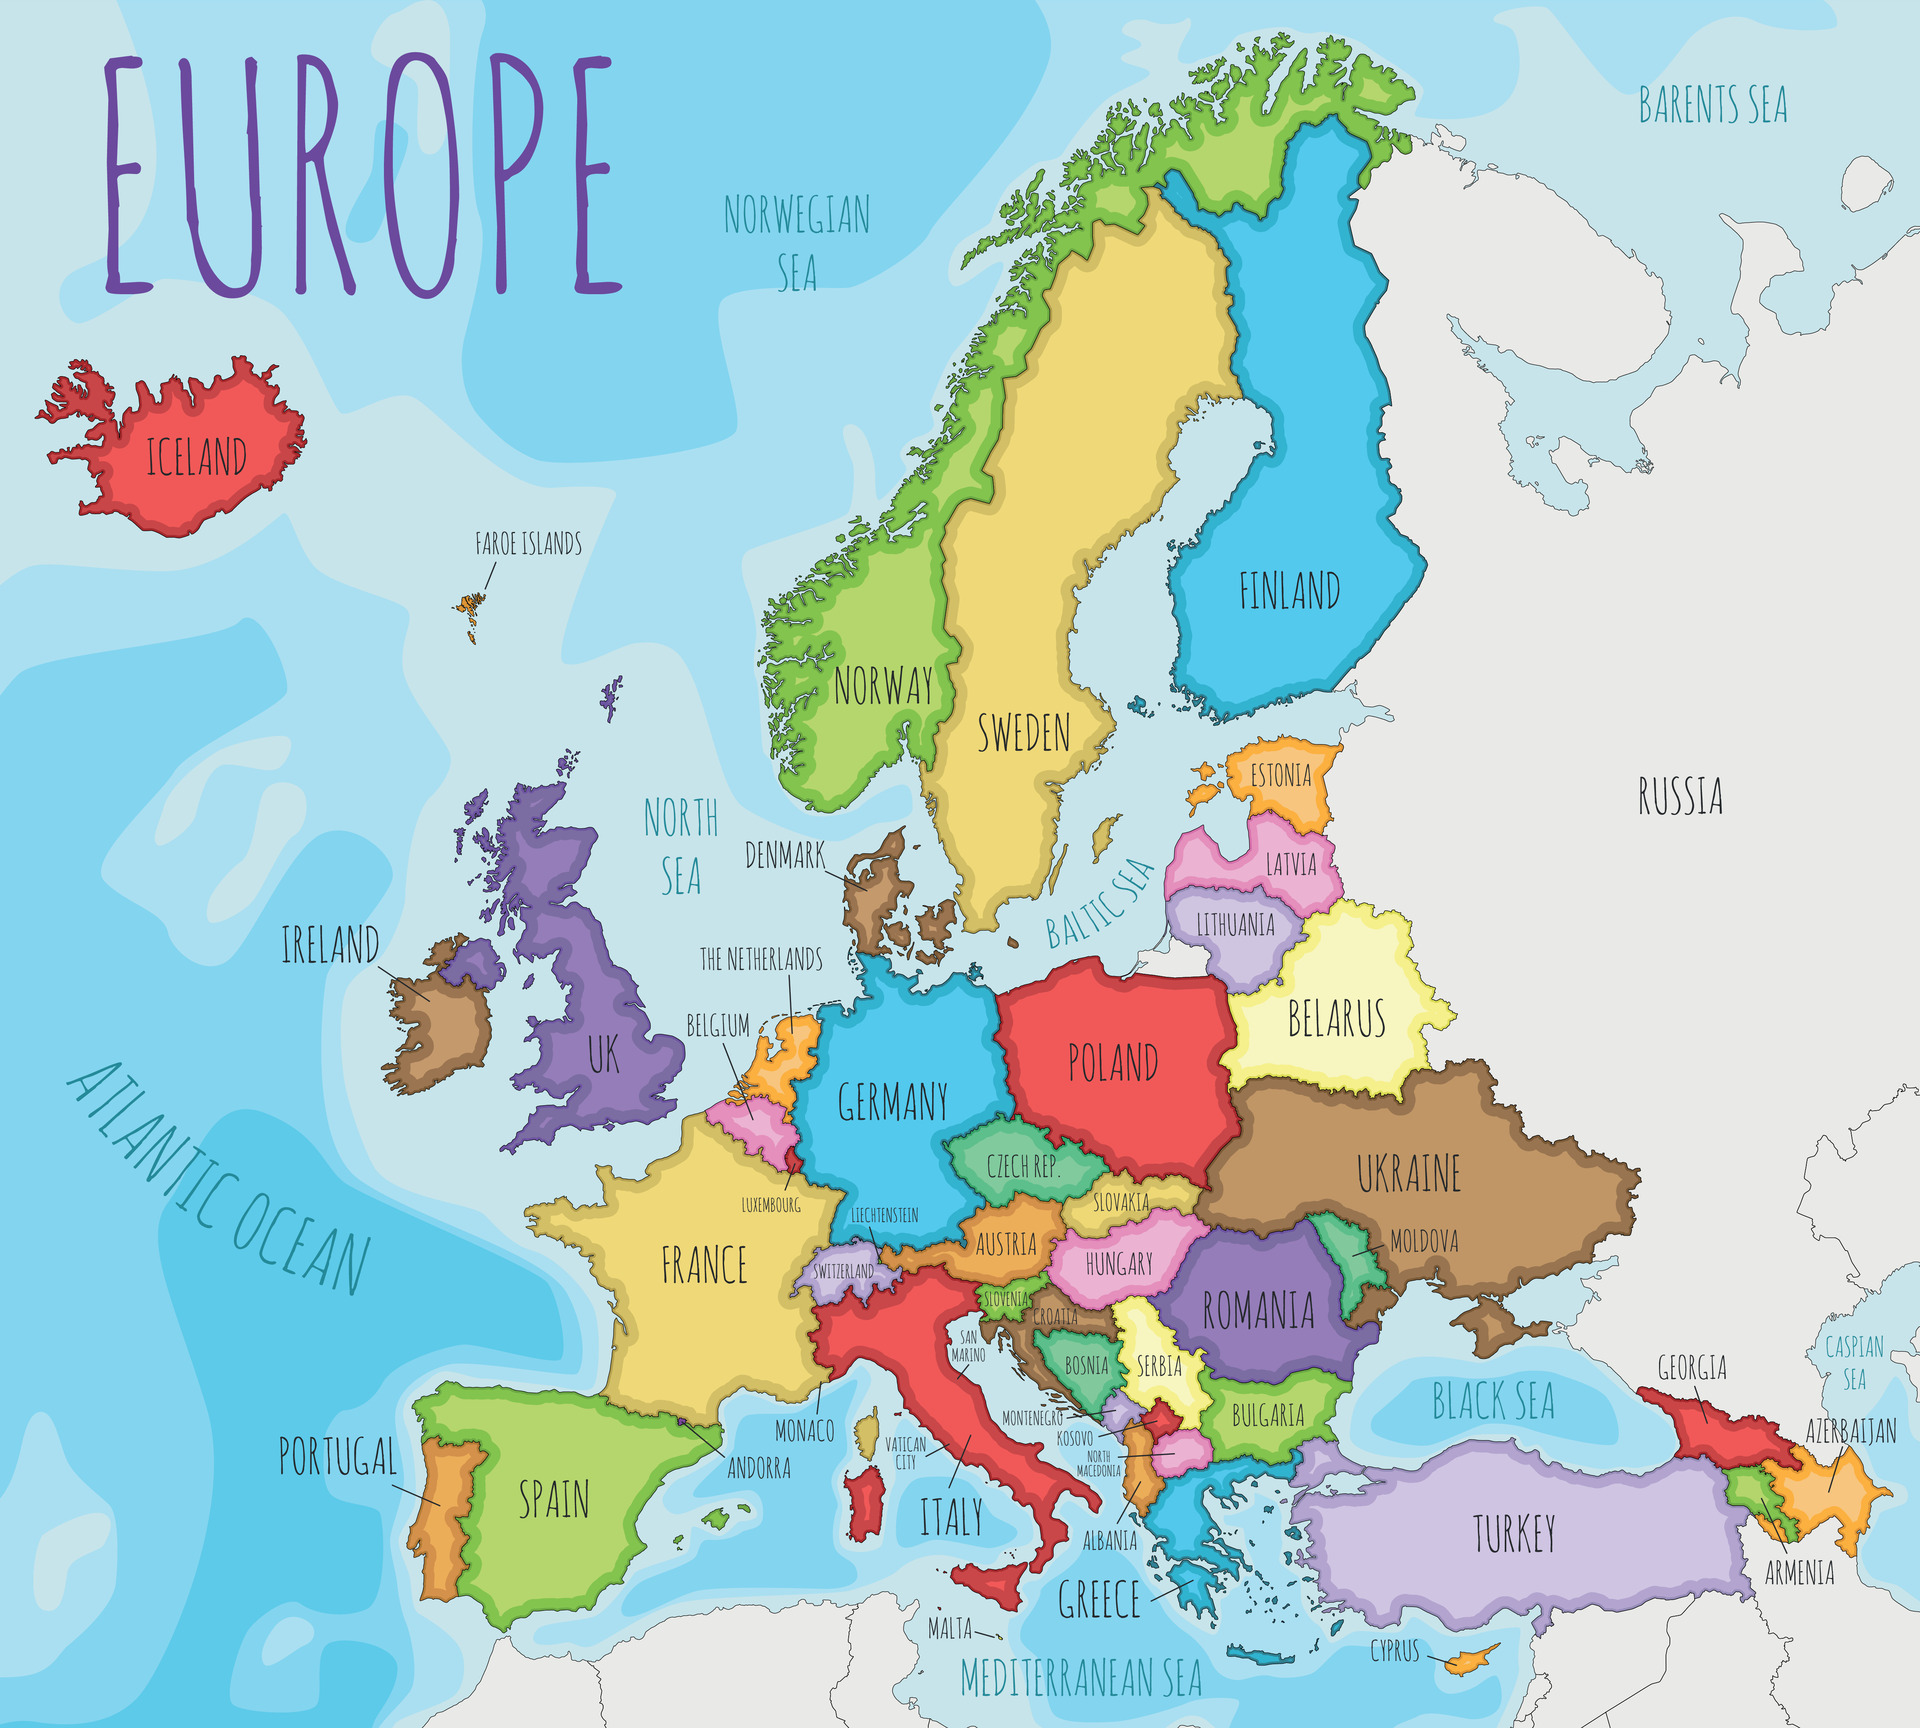 EUROPE
BARENTS SEA
NORWEGIAN
SEA
ICELAND
FAROE ISLANDS
FINLAND
NORWAY
SWEDEN
ESTONIA
RUSSIA
NORTH
SEA
DENMARK
LATVIA
BALTIC SEA
LITHUANIA
IRELAND
THE NETHERLANDS
BELARUS
BELGIUM
UK
POLAND
GERMANY
ATLANTIC OCEAN
CZECH REP.
UKRAINE
LUXEMBOURG
SLOVAKIA
LIECHTENSTEIN
AUSTRIA
MOLDOVA
FRANCE
HUNGARY
SWITZERLAND
SLOVENIA
CROATIA
ROMANIA
SAN
MARINO
BOSNIA
SERBIA
CASPIAN
SEA
GEORGIA
BLACK SEA
MONTENEGRO
BULGARIA
MONACO
KOSOVO
AZERBAIJAN
VATICAN
CITY
PORTUGAL
ANDORRA
NORTH
MACEDONIA
SPAIN
ITALY
ALBANIA
TURKEY
ARMENIA
GREECE
MALTA
CYPRUS
MEDITERRANEAN SEA